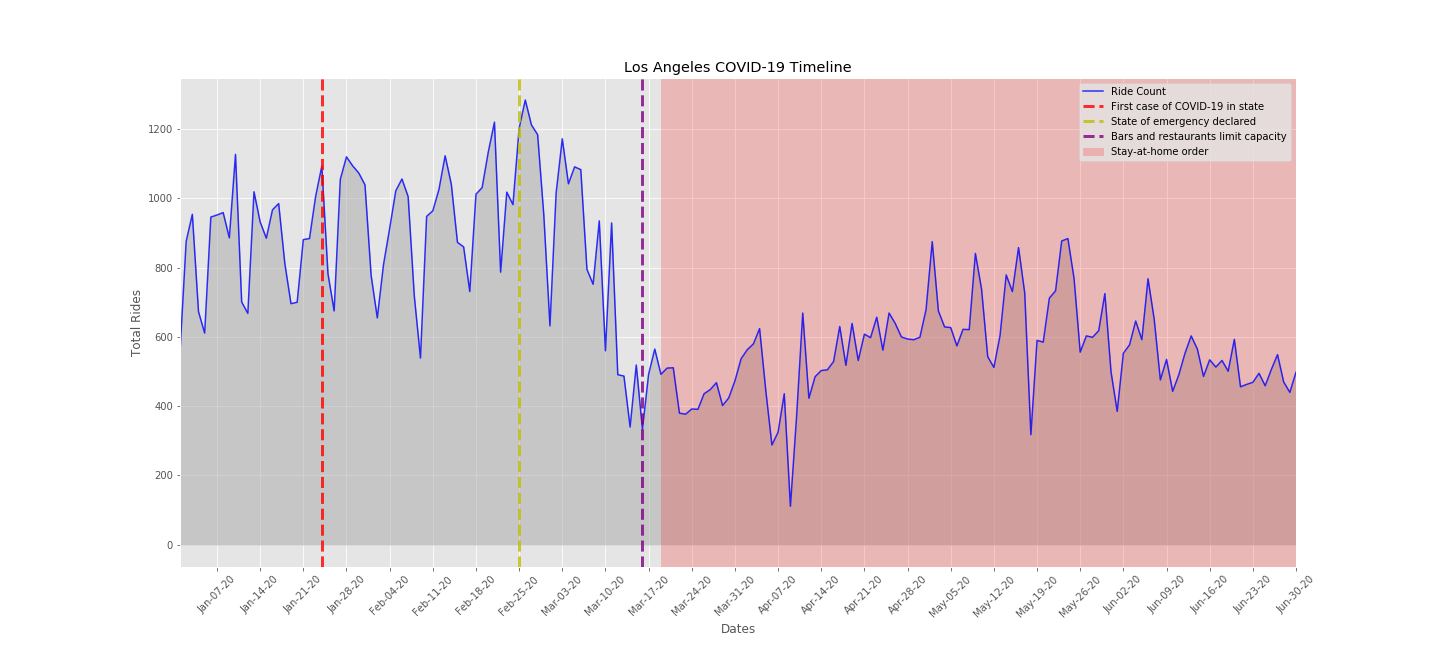 Los Angeles COVID-19 Timeline
Ride Count
First case of COVID-19 in state
State of emergency declared
Bars and restaurants limit capacity
Stay-at-home order
Total Rides
1200
1000
800
600
400
200
0
Jan-07-20
Jan-14-20
Jan-21-20
Jan-28-20
Feb-04-20
Feb-11-20
Feb-18-20
Feb-25-20
Mar-03-20
Mar-10-20
Mar-17-20
Mar-24-20
Mar-31-20
Apr-07-20
Apr-14-20
Apr-21-20
Apr-28-20
May-05-20
May-12-20
May-19-20
May-26-20
Jun-02-20
Jun-09-20
Jun-16-20
Jun-23-20
Jun-30-20
Dates